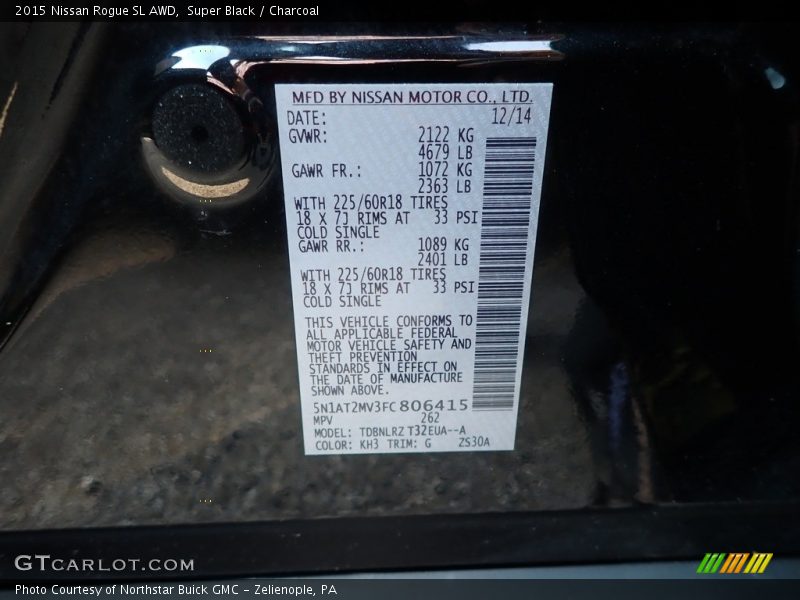 2015 Nissan Rogue SL AWD, Super Black / Charcoal
MFD BY NISSAN MOTOR CO., LTD.
DATE: 12/14
GVWR: 2122 KG
4679 LB
GAWR FR.: 1072 KG
2363 LB
WITH 225/60R18 TIRES
18 X 7J RIMS AT 33 PSI
COLD SINGLE
GAWR RR.: 1089 KG
2401 LB
WITH 225/60R18 TIRES
18 X 7J RIMS AT 33 PSI
COLD SINGLE
THIS VEHICLE CONFORMS TO
ALL APPLICABLE FEDERAL
MOTOR VEHICLE SAFETY AND
THEFT PREVENTION
STANDARDS IN EFFECT ON
THE DATE OF MANUFACTURE
SHOWN ABOVE.
5N1AT2MV3FC806415
MPV 262
MODEL: TDBNLRZ T32EUA--A
COLOR: KH3 TRIM: G ZS30A
GTCARLOT.COM
Photo Courtesy of Northstar Buick GMC - Zelienople, PA